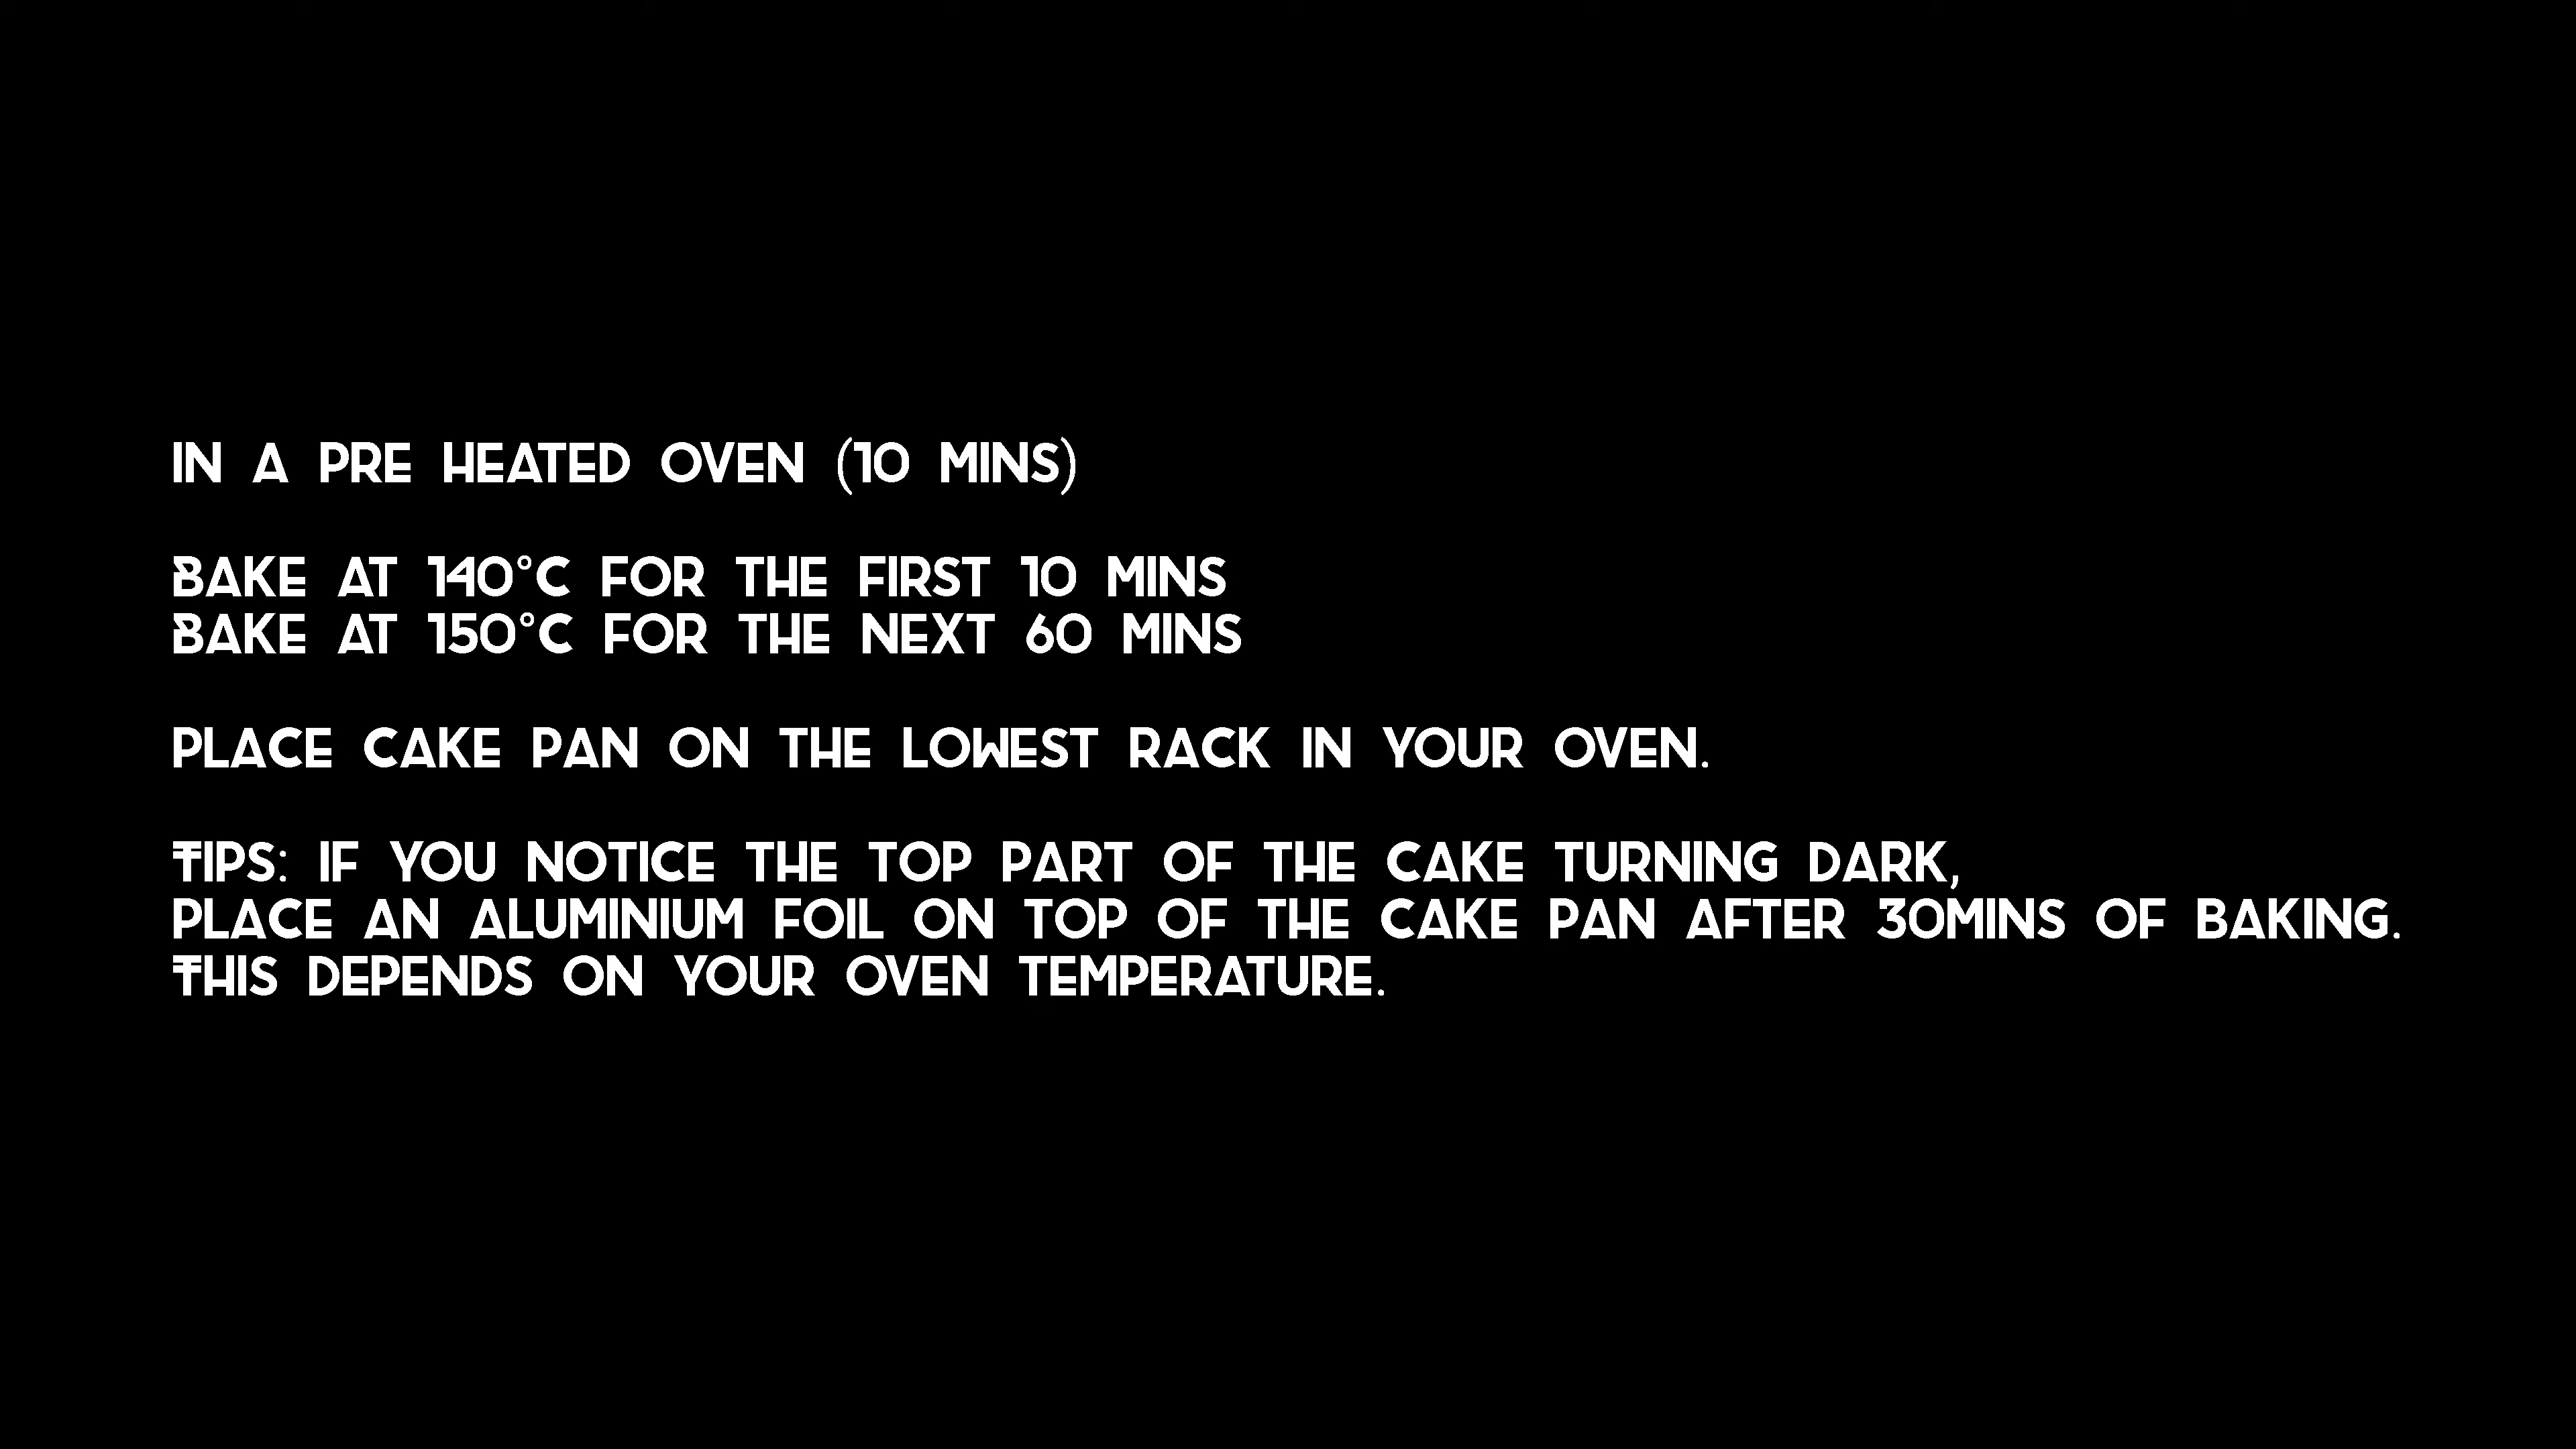 IN A PRE HEATED OVEN (10 MINS)
BAKE AT 140°C FOR THE FIRST 10 MINS
BAKE AT 150°C FOR THE NEXT 60 MINS
PLACE CAKE PAN ON THE LOWEST RACK IN YOUR OVEN.
TIPS: IF YOU NOTICE THE TOP PART OF THE CAKE TURNING DARK,
PLACE AN ALUMINIUM FOIL ON TOP OF THE CAKE PAN AFTER 30MINS OF BAKING.
THIS DEPENDS ON YOUR OVEN TEMPERATURE.